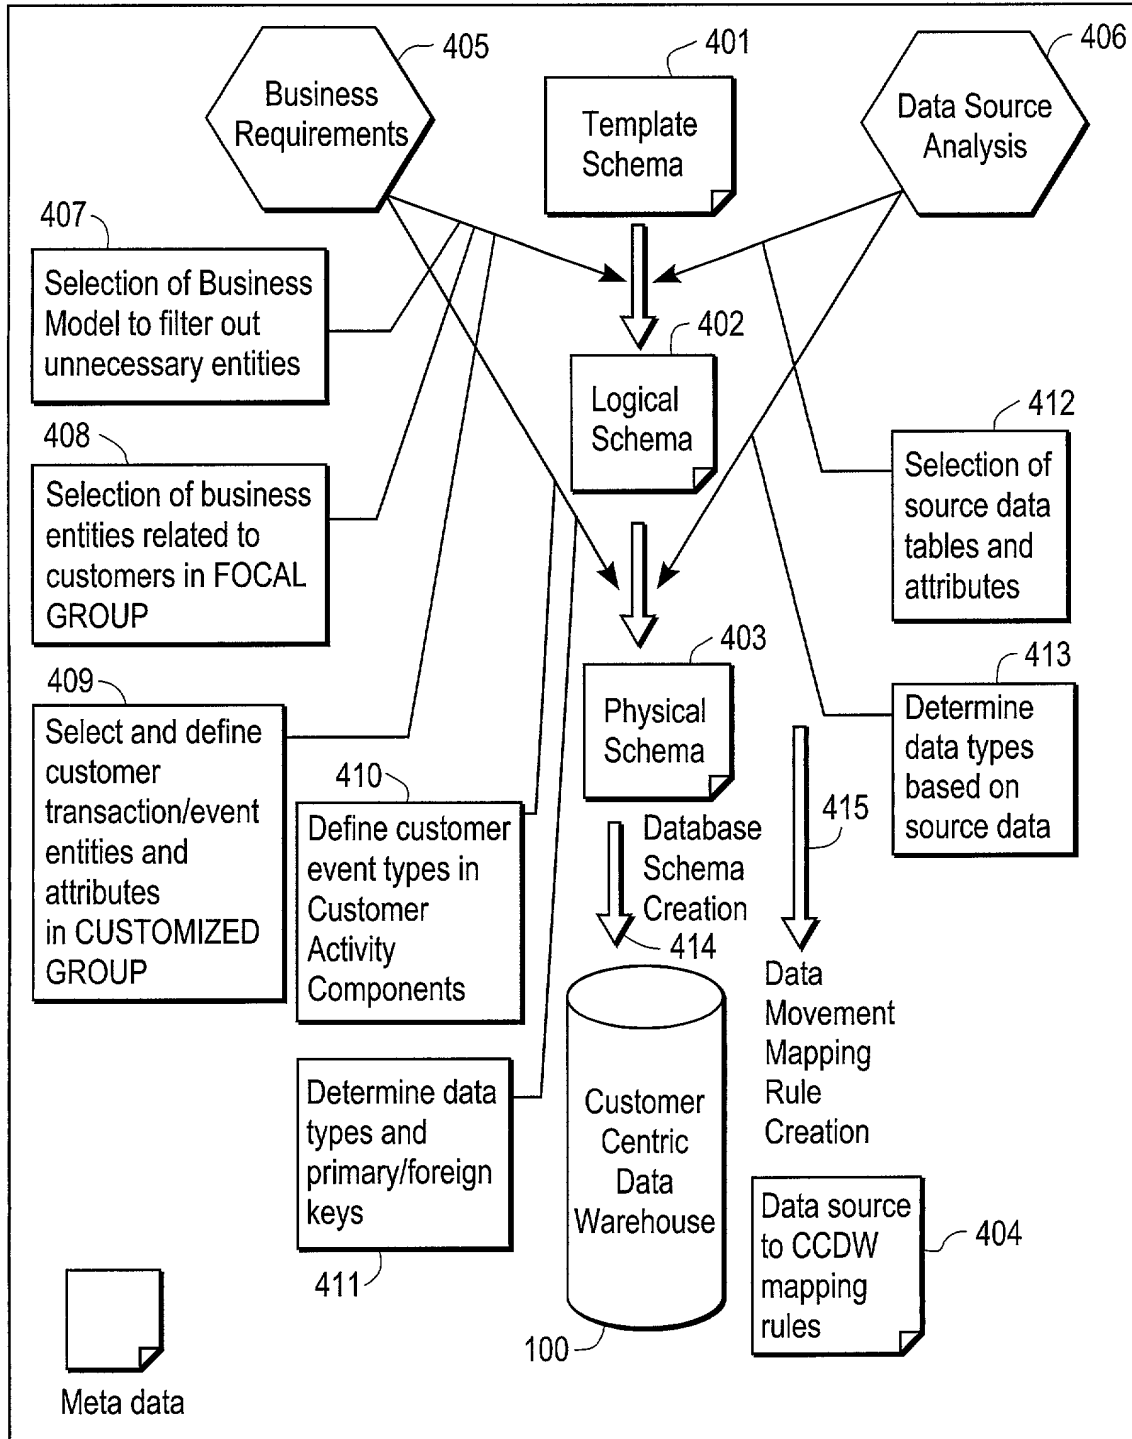 405
Business
Requirements
401
Template
Schema
406
Data Source
Analysis
407
Selection of Business
Model to filter out
unnecessary entities
402
Logical
Schema
408
Selection of business
entities related to
customers in FOCAL
GROUP
412
Selection of
source data
tables and
attributes
403
Physical
Schema
409
Select and define
customer
transaction/event
entities and
attributes
in CUSTOMIZED
GROUP
413
Determine
data types
based on
source data
410
Define customer
event types in
Customer
Activity
Components
Database
Schema
Creation
414
415
Data
Movement
Mapping
Rule
Creation
Determine data
types and
primary/foreign
keys
411
Customer
Centric
Data
Warehouse
100
Data source
to CCDW
mapping
rules
404
Meta data